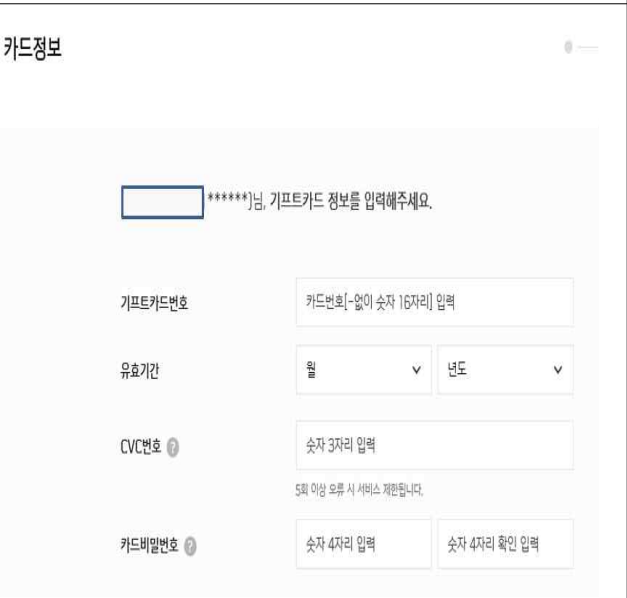 카드정보
******)님, 기프트카드 정보를 입력해주세요.
기프트카드번호 카드번호[-없이 숫자 16자리] 입력
유효기간 월 년도
CVC번호 ? 숫자 3자리 입력
5회 이상 오류 시 서비스 제한됩니다.
카드비밀번호 ? 숫자 4자리 입력 숫자 4자리 확인 입력